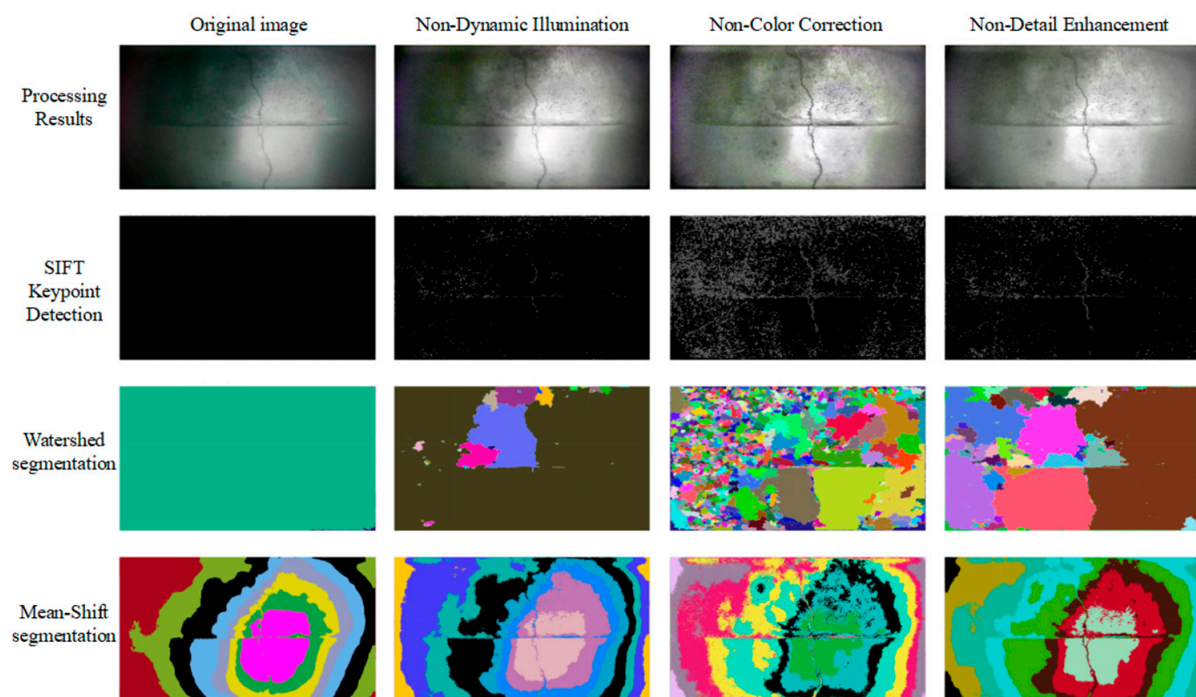 Original image
Non-Dynamic Illumination
Non-Color Correction
Non-Detail Enhancement
Processing
Results
SIFT
Keypoint
Detection
Watershed
segmentation
Mean-Shift
segmentation